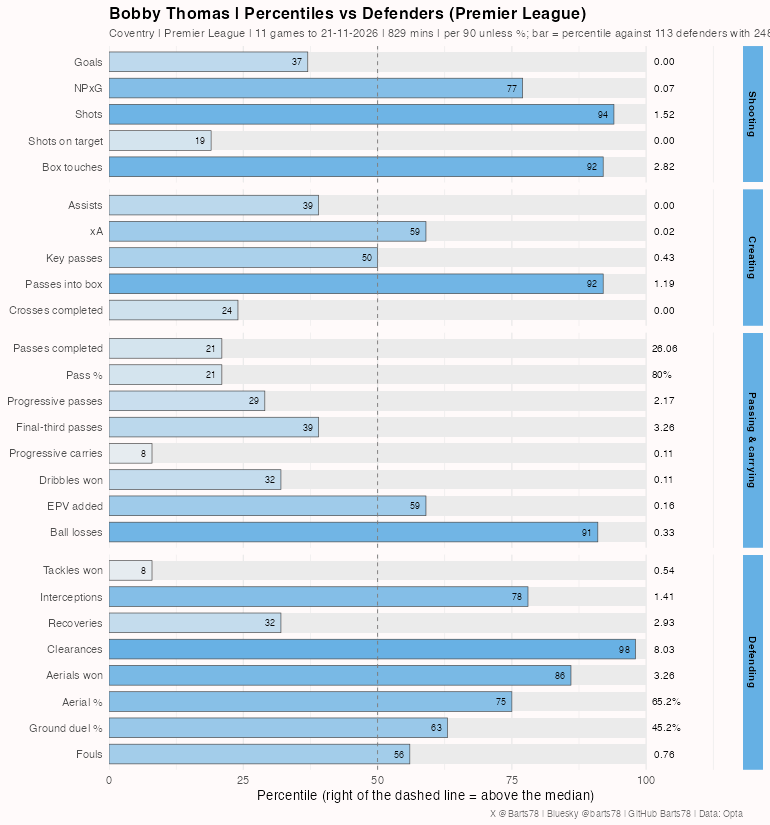 Bobby Thomas | Percentiles vs Defenders (Premier League)
Coventry | Premier League | 11 games to 21-11-2026 | 829 mins | per 90 unless %; bar = percentile against 113 defenders with 248
Goals 37 0.00
NPxG 77 0.07
Shots 94 1.52
Shots on target 19 0.00
Box touches 92 2.82
Shooting
Assists 39 0.00
xA 59 0.02
Key passes 50 0.43
Passes into box 92 1.19
Crosses completed 24 0.00
Creating
Passes completed 21 26.06
Pass % 21 80%
Progressive passes 29 2.17
Final-third passes 39 3.26
Progressive carries 8 0.11
Dribbles won 32 0.11
EPV added 59 0.16
Ball losses 91 0.33
Passing & carrying
Tackles won 8 0.54
Interceptions 78 1.41
Recoveries 32 2.93
Clearances 98 8.03
Aerials won 86 3.26
Aerial % 75 65.2%
Ground duel % 63 45.2%
Fouls 56 0.76
Defending
0 25 50 75 100
Percentile (right of the dashed line = above the median)
X @Barts78 | Bluesky @barts78 | GitHub Barts78 | Data: Opta